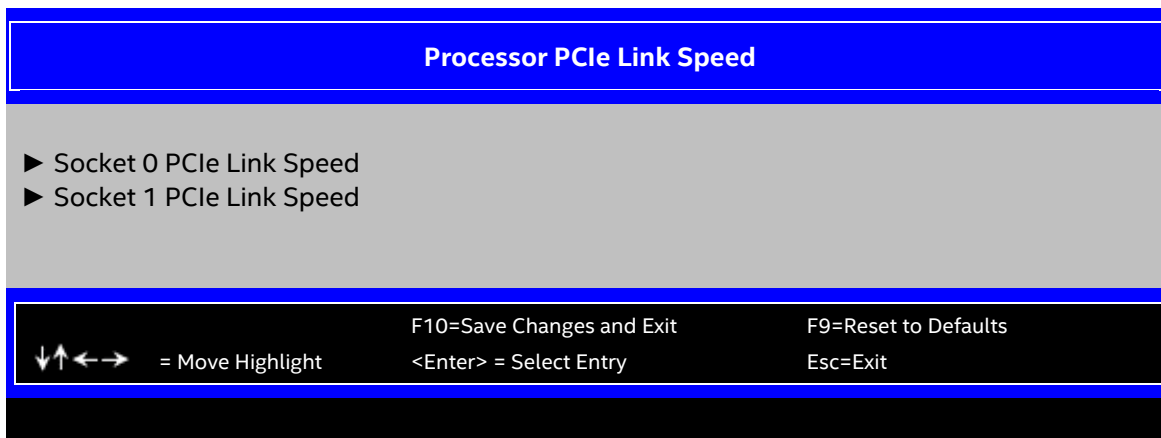 Processor PCIe Link Speed
► Socket 0 PCIe Link Speed
► Socket 1 PCIe Link Speed
F10=Save Changes and Exit F9=Reset to Defaults
↓↑←→ = Move Highlight <Enter> = Select Entry Esc=Exit